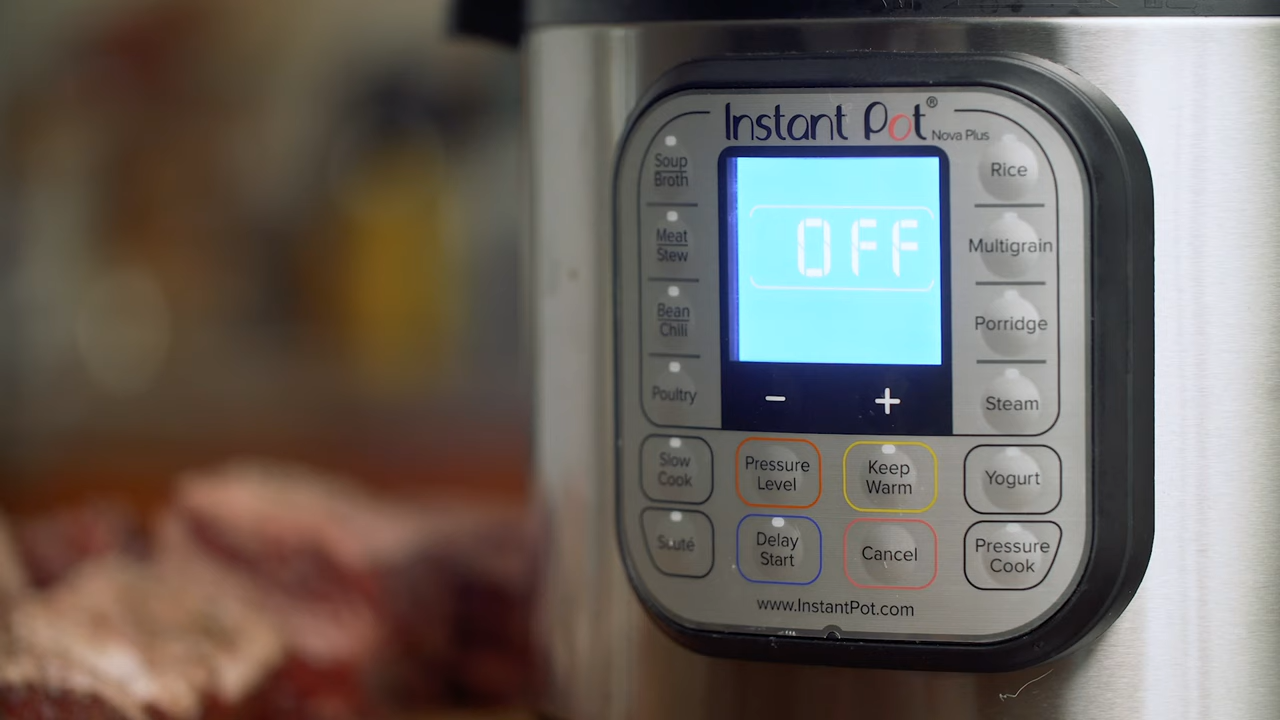 Instant Pot®
Nova Plus
Soup
Broth
Meat
Stew
Bean
Chili
Poultry
OFF
− +
Rice
Multigrain
Porridge
Steam
Slow
Cook
Pressure
Level
Keep
Warm
Yogurt
Sauté
Delay
Start
Cancel
Pressure
Cook
www.InstantPot.com